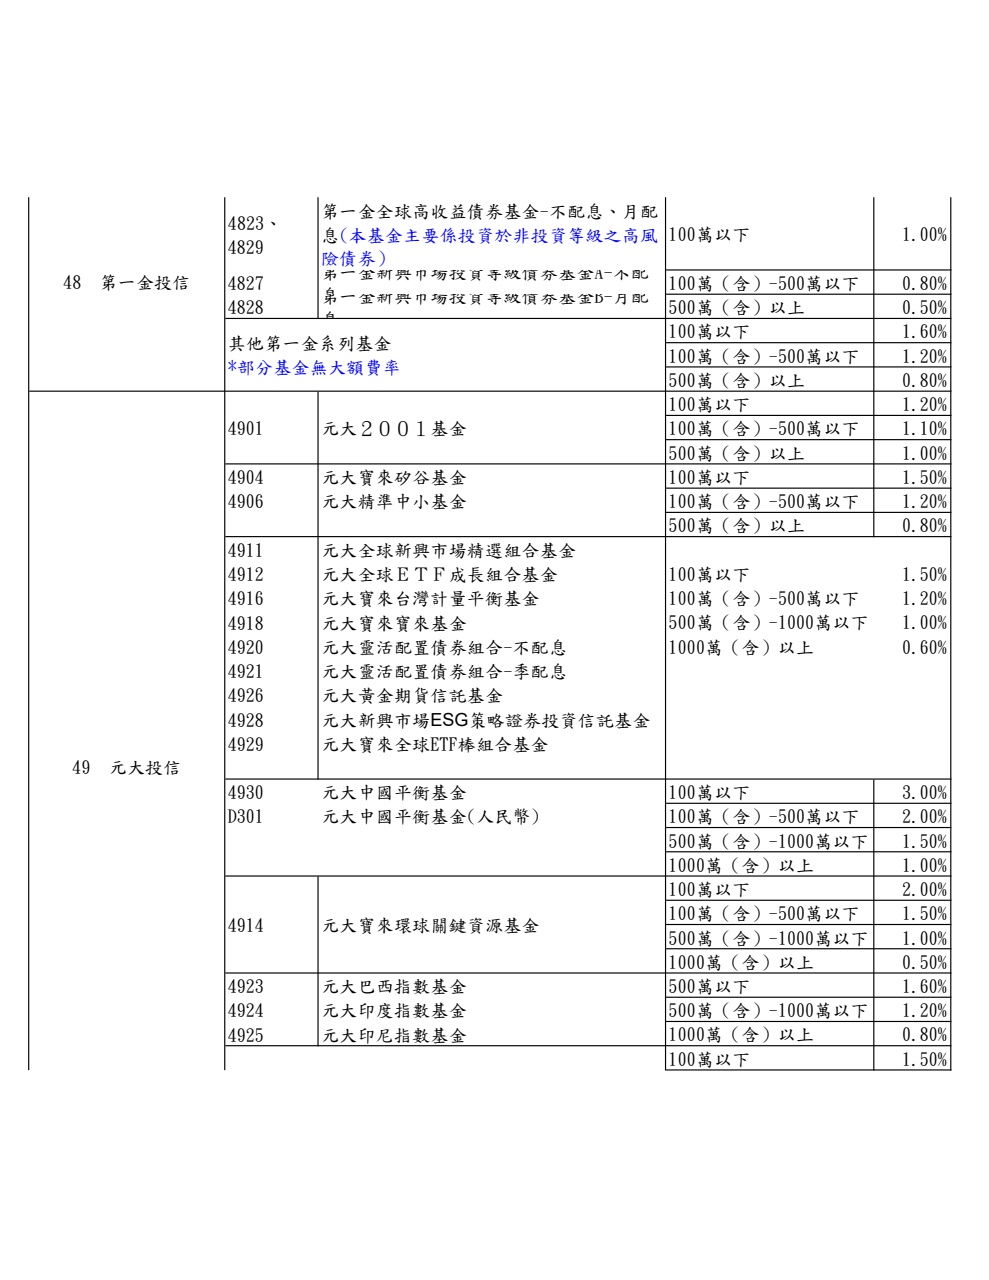 4823、
4829
第一金全球高收益債券基金-不配息、月配
息(本基金主要係投資於非投資等級之高風
險債券)
100萬以下 1.00%
48 第一金投信
4827 第一金新興市場投資等級債券基金A-不配 100萬（含）-500萬以下 0.80%
4828 第一金新興市場投資等級債券基金B-月配 500萬（含）以上 0.50%
息
其他第一金系列基金
*部分基金無大額費率
100萬以下 1.60%
100萬（含）-500萬以下 1.20%
500萬（含）以上 0.80%
49 元大投信
4901 元大２００１基金
100萬以下 1.20%
100萬（含）-500萬以下 1.10%
500萬（含）以上 1.00%
4904 元大寶來矽谷基金 100萬以下 1.50%
4906 元大精準中小基金 100萬（含）-500萬以下 1.20%
500萬（含）以上 0.80%
4911 元大全球新興市場精選組合基金
4912 元大全球ＥＴＦ成長組合基金 100萬以下 1.50%
4916 元大寶來台灣計量平衡基金 100萬（含）-500萬以下 1.20%
4918 元大寶來寶來基金 500萬（含）-1000萬以下 1.00%
4920 元大靈活配置債券組合-不配息 1000萬（含）以上 0.60%
4921 元大靈活配置債券組合-季配息
4926 元大黃金期貨信託基金
4928 元大新興市場ESG策略證券投資信託基金
4929 元大寶來全球ETF棒組合基金
4930 元大中國平衡基金 100萬以下 3.00%
D301 元大中國平衡基金(人民幣) 100萬（含）-500萬以下 2.00%
500萬（含）-1000萬以下 1.50%
1000萬（含）以上 1.00%
4914 元大寶來環球關鍵資源基金
100萬以下 2.00%
100萬（含）-500萬以下 1.50%
500萬（含）-1000萬以下 1.00%
1000萬（含）以上 0.50%
4923 元大巴西指數基金 500萬以下 1.60%
4924 元大印度指數基金 500萬（含）-1000萬以下 1.20%
4925 元大印尼指數基金 1000萬（含）以上 0.80%
100萬以下 1.50%